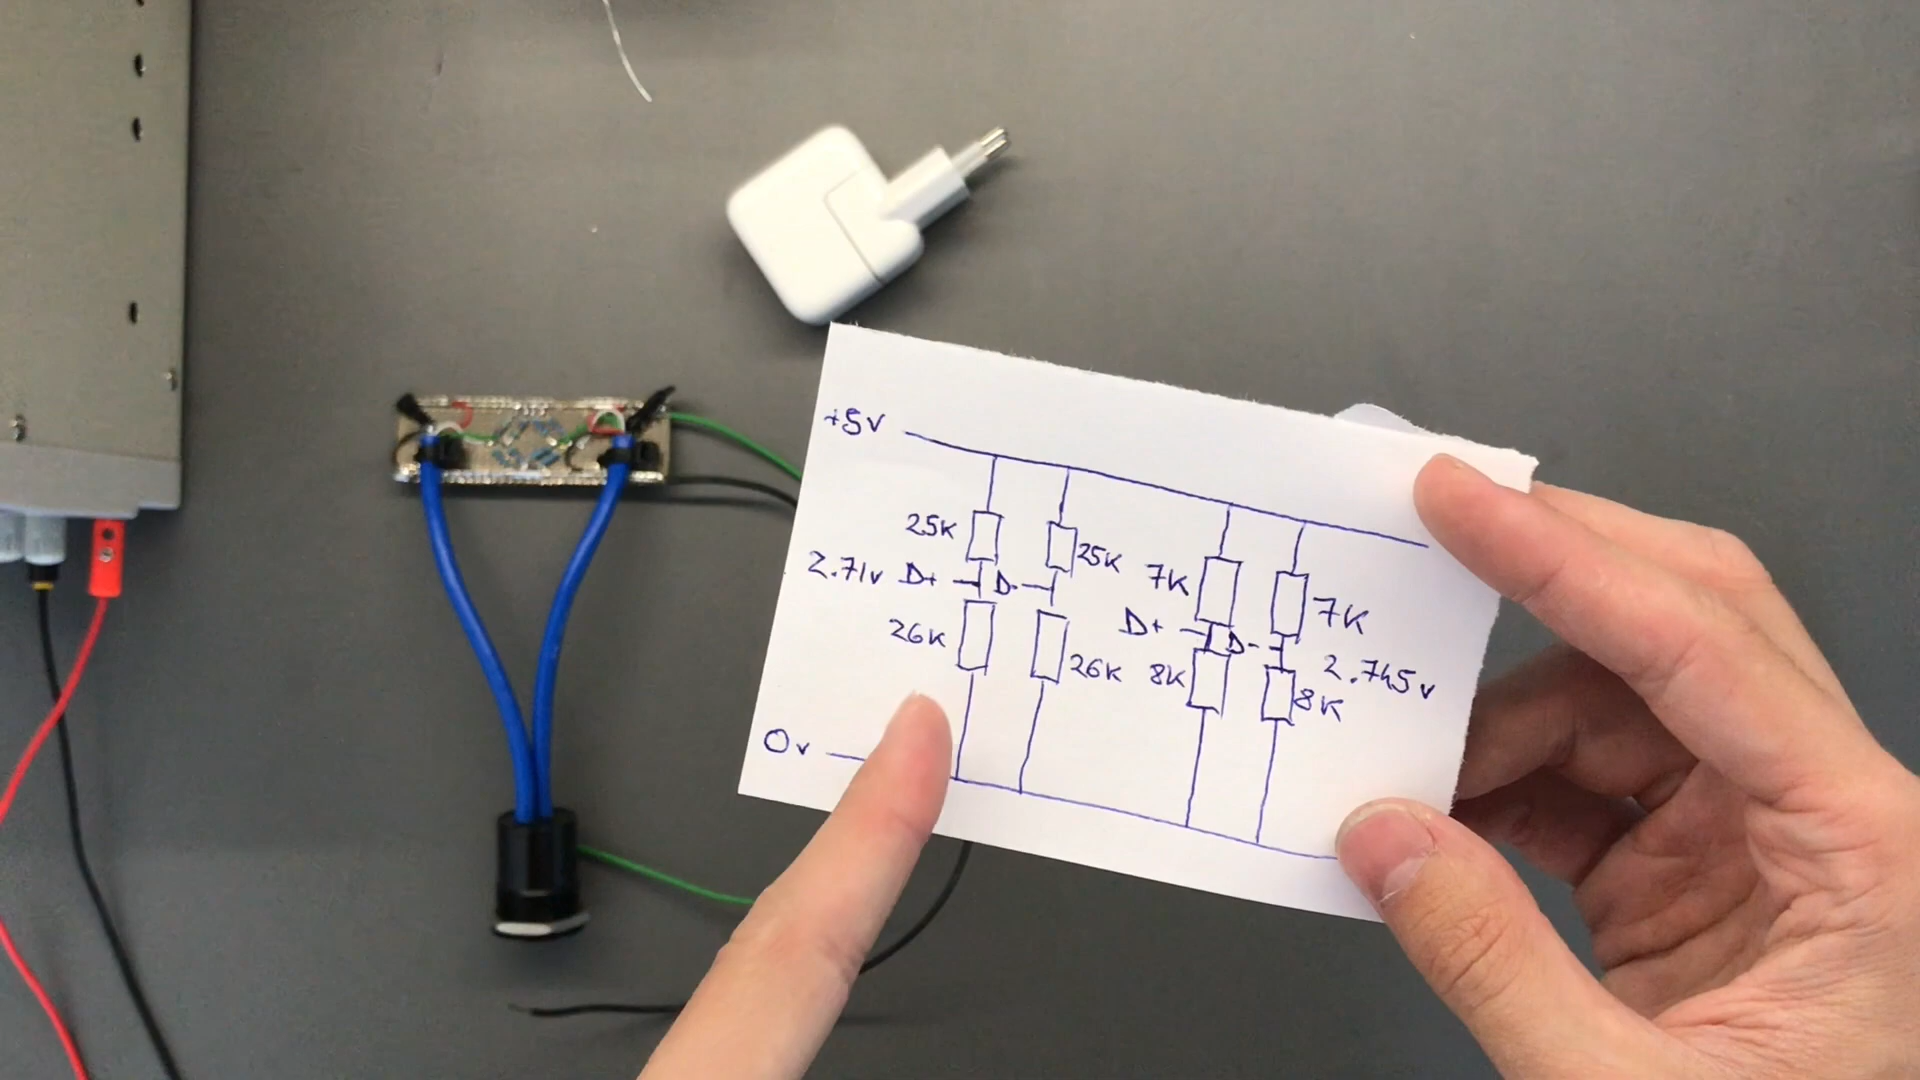 +5v
25K
25K
2.71v D+ D-
7K
7K
D+ D-
26K
26K
8K
2.745v
8K
0v